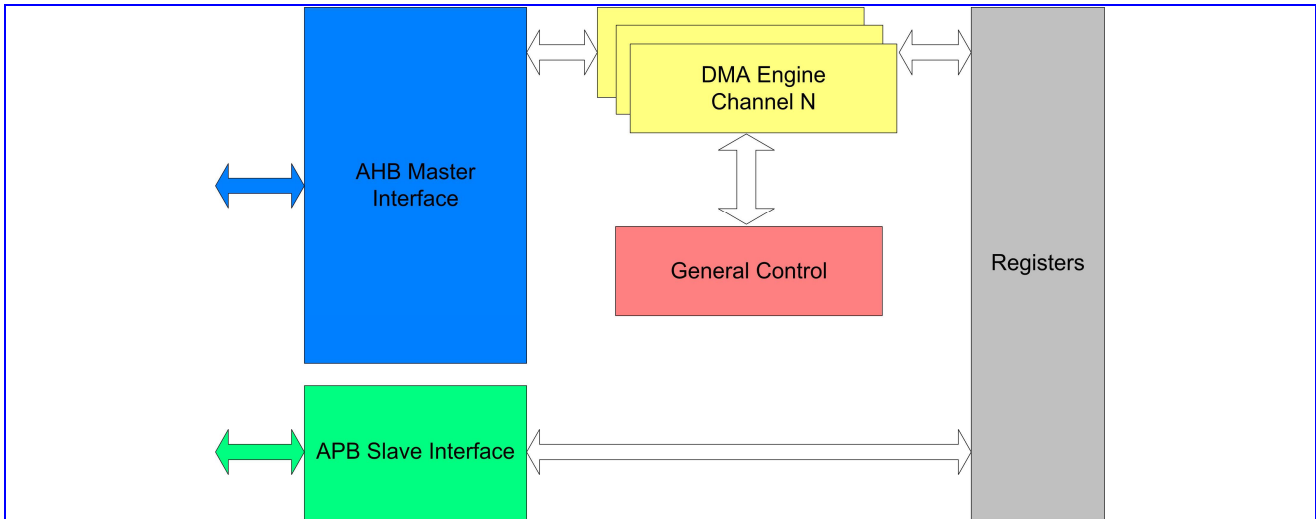 DMA Engine
Channel N
AHB Master
Interface
General Control
Registers
APB Slave Interface